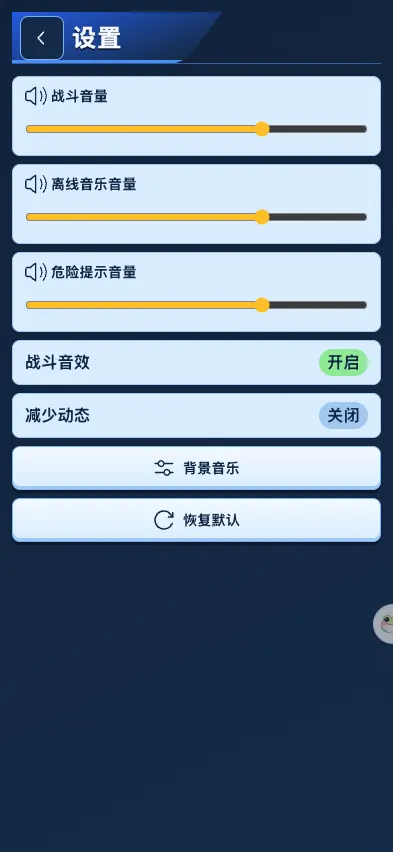 设置
战斗音量
离线音乐音量
危险提示音量
战斗音效 开启
减少动态 关闭
背景音乐
恢复默认